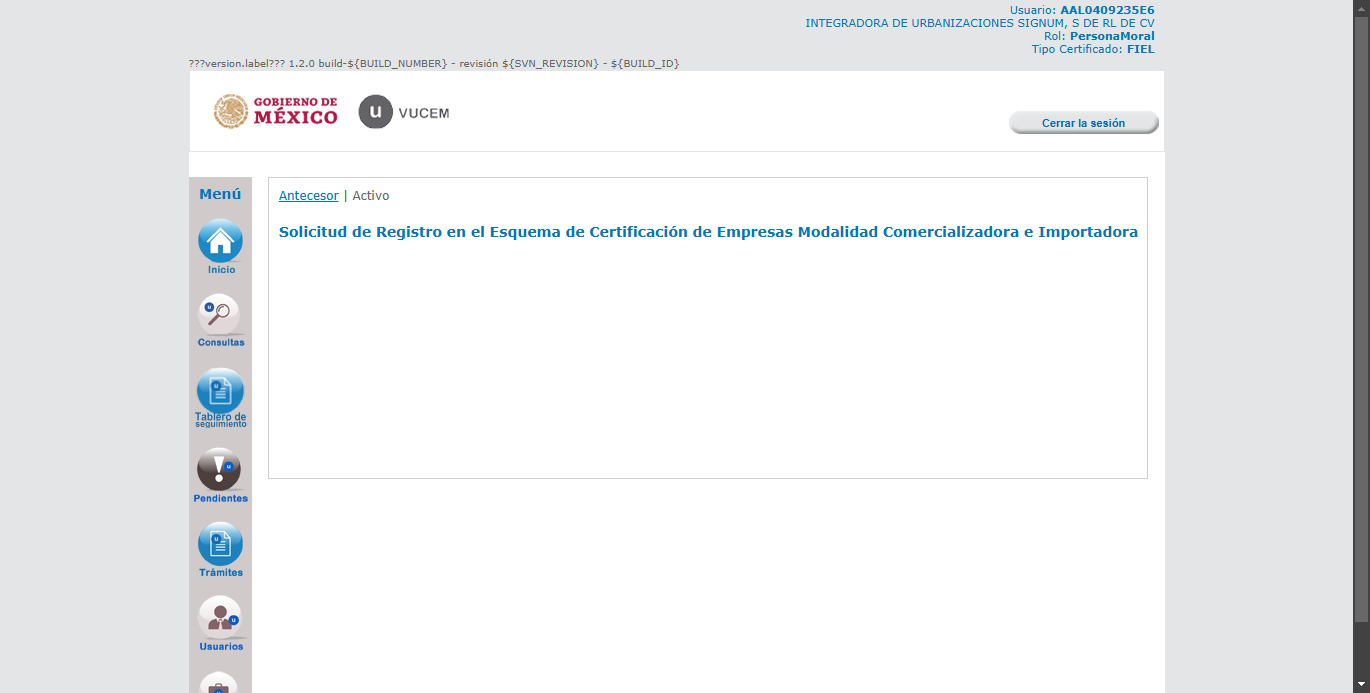 Usuario: AAL0409235E6
INTEGRADORA DE URBANIZACIONES SIGNUM, S DE RL DE CV
Rol: PersonaMoral
Tipo Certificado: FIEL
???version.label??? 1.2.0 build-${BUILD_NUMBER} - revisión ${SVN_REVISION} - ${BUILD_ID}
GOBIERNO DE
MÉXICO
u VUCEM
Cerrar la sesión
Menú
Antecesor | Activo
Solicitud de Registro en el Esquema de Certificación de Empresas Modalidad Comercializadora e Importadora
Inicio
Consultas
Tablero de
seguimiento
Pendientes
Trámites
Usuarios